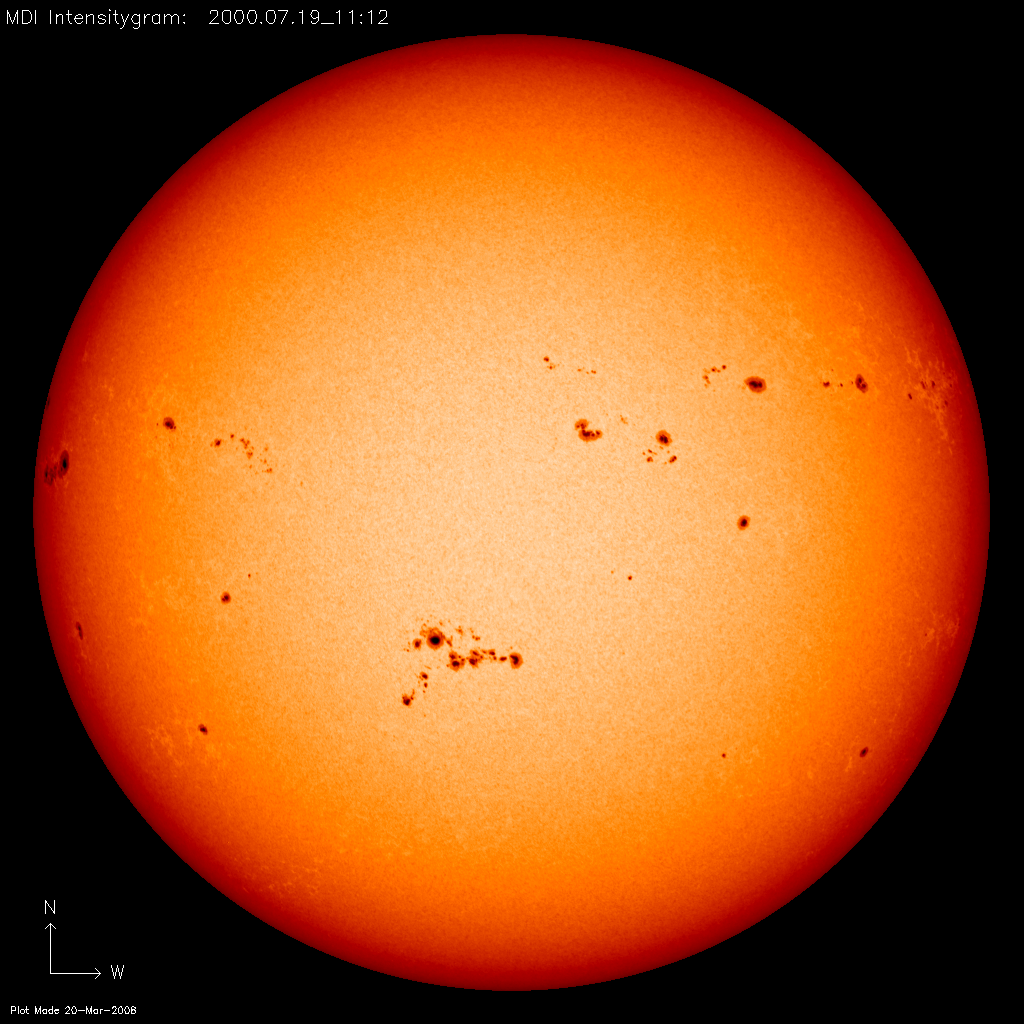 MDI Intensitygram: 2000.07.19_11:12
N
W
Plot Made 20-Mar-2008